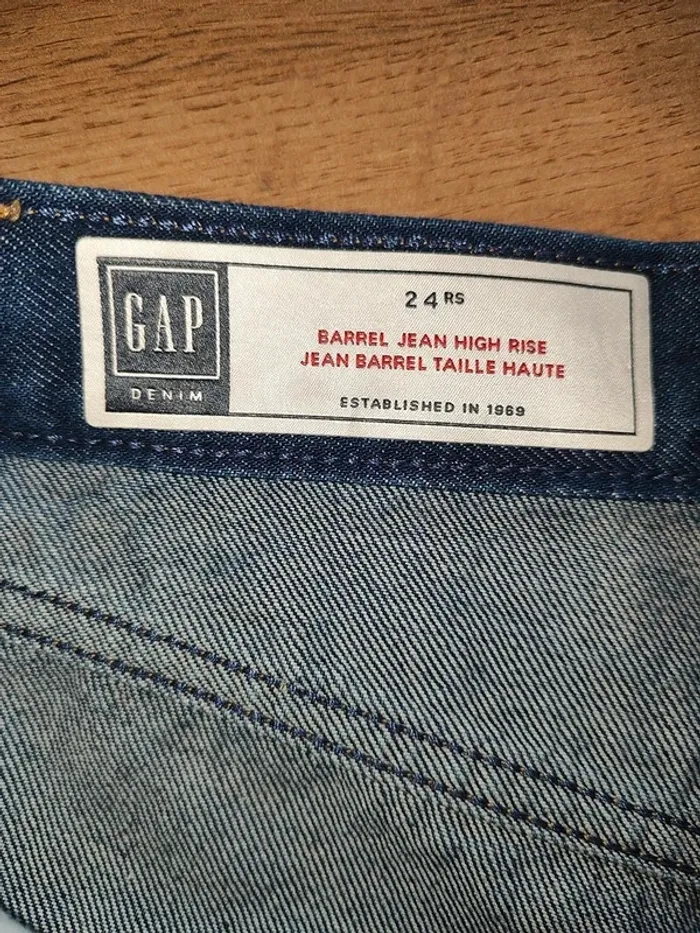 GAP
DENIM
24 RS
BARREL JEAN HIGH RISE
JEAN BARREL TAILLE HAUTE
ESTABLISHED IN 1969